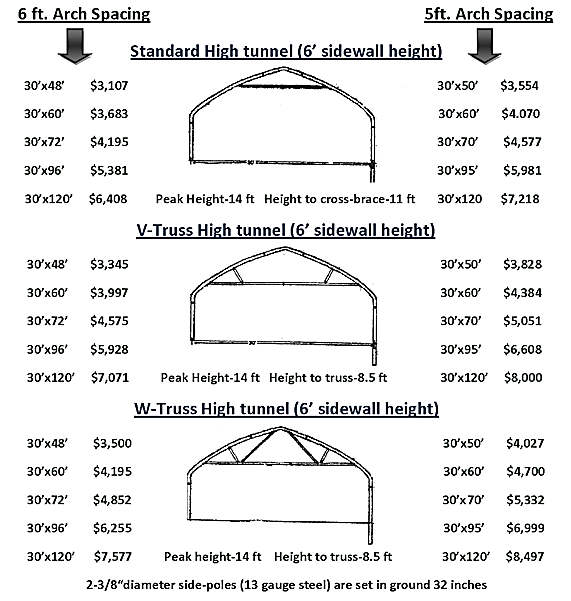 6 ft. Arch Spacing 5ft. Arch Spacing
Standard High tunnel (6’ sidewall height)
30’x48’ $3,107 30’x50’ $3,554
30’x60’ $3,683 30’x60’ $4.070
30’x72’ $4,195 30’x70’ $4,577
30’x96’ $5,381 30’x95’ $5,981
30’x120’ $6,408 Peak Height-14 ft Height to cross-brace-11 ft 30’x120 $7,218
V-Truss High tunnel (6’ sidewall height)
30’x48’ $3,345 30’x50’ $3,828
30’x60’ $3,997 30’x60’ $4,384
30’x72’ $4,575 30’x70’ $5,051
30’x96’ $5,928 30’x95’ $6,608
30’x120’ $7,071 Peak Height-14 ft Height to truss-8.5 ft 30’x120’ $8,000
W-Truss High tunnel (6’ sidewall height)
30’x48’ $3,500 30’x50’ $4,027
30’x60’ $4,195 30’x60’ $4,700
30’x72’ $4,852 30’x70’ $5,332
30’x96’ $6,255 30’x95’ $6,999
30’x120’ $7,577 Peak height-14 ft Height to truss-8.5 ft 30’x120’ $8,497
2-3/8“diameter side-poles (13 gauge steel) are set in ground 32 inches